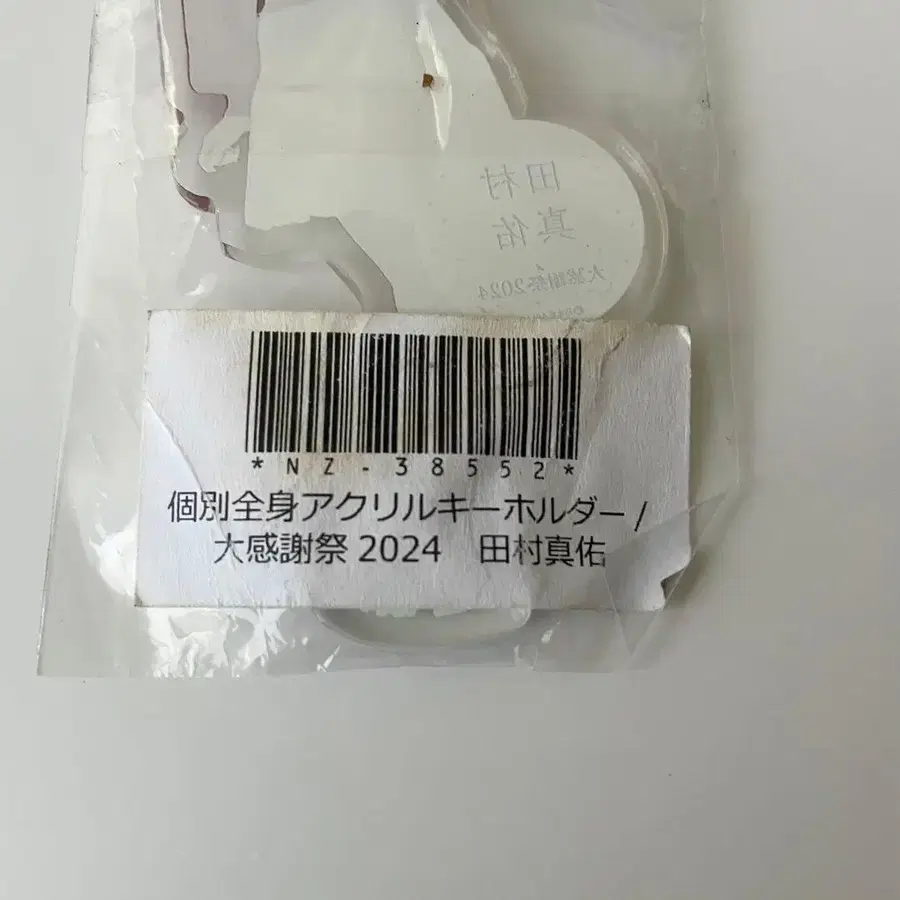 田村
真佑
大感謝祭2024
*NZ-38552*
個別全身アクリルキーホルダー /
大感謝祭 2024　田村真佑